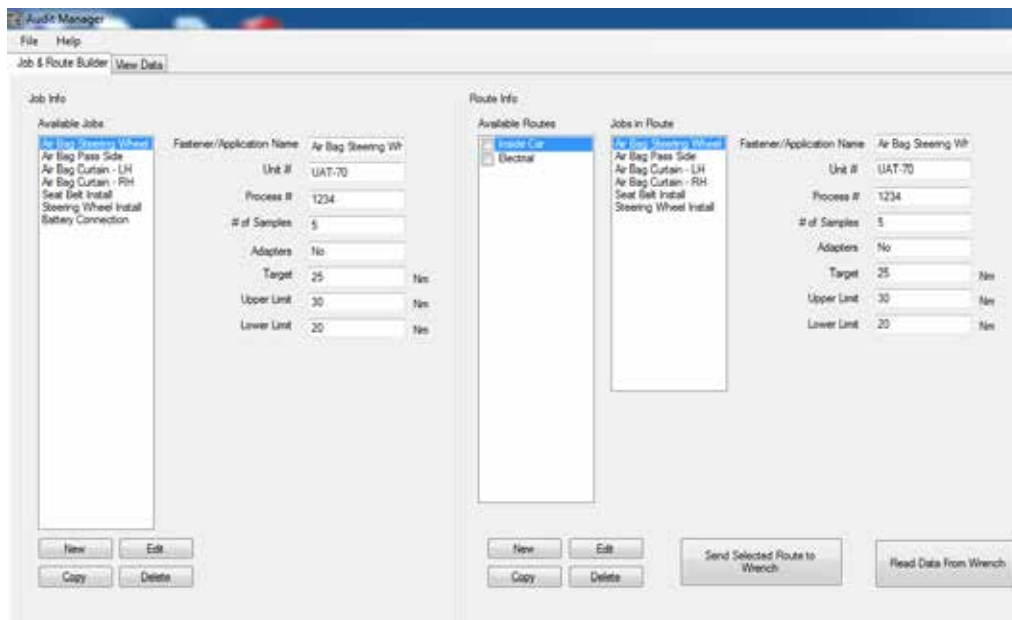 Audit Manager
File Help
Job & Route Builder View Data
Job Info
Available Jobs
Air Bag Steering Wheel
Air Bag Pass Side
Air Bag Curtain - LH
Air Bag Curtain - RH
Seat Belt Install
Steering Wheel Install
Battery Connection
Fastener/Application Name Air Bag Steering Wh
Unit # UAT-70
Process # 1234
# of Samples 5
Adapters No
Target 25 Nm
Upper Limit 30 Nm
Lower Limit 20 Nm
New Edit
Copy Delete
Route Info
Available Routes
Inside Car
Electrial
Jobs in Route
Air Bag Steering Wheel
Air Bag Pass Side
Air Bag Curtain - LH
Air Bag Curtain - RH
Seat Belt Install
Steering Wheel Install
Fastener/Application Name Air Bag Steering Wh
Unit # UAT-70
Process # 1234
# of Samples 5
Adapters No
Target 25 Nm
Upper Limit 30 Nm
Lower Limit 20 Nm
New Edit
Copy Delete
Send Selected Route to
Wrench
Read Data From Wrench